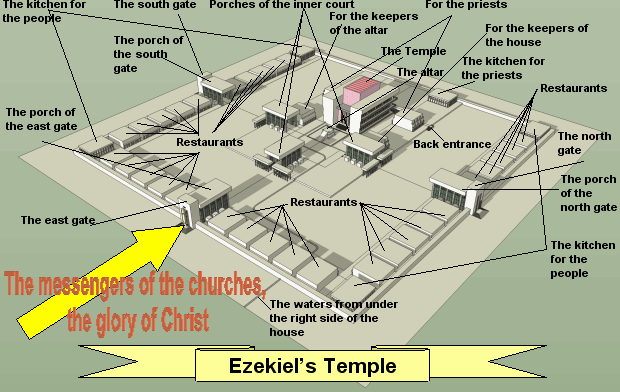 The kitchen for
the people
The south gate
Porches of the inner court
For the keepers
of the altar
For the priests
For the keepers of
the house
The porch of
the south
gate
The Temple
The altar
The kitchen for
the priests
Restaurants
The porch of
the east gate
Restaurants
Back entrance
The north
gate
The porch
of the
north gate
Restaurants
The east gate
The kitchen
for the
people
The messengers of the churches,
the glory of Christ
The waters from under
the right side of the
house
Ezekiel's Temple